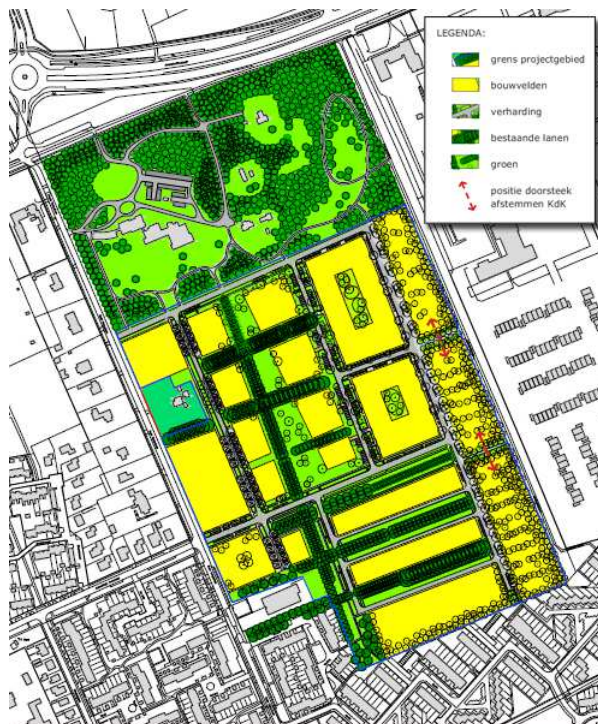 LEGENDA:
grens projectgebied
bouwvelden
verharding
bestaande lanen
groen
positie doorsteek
afstemmen KdK